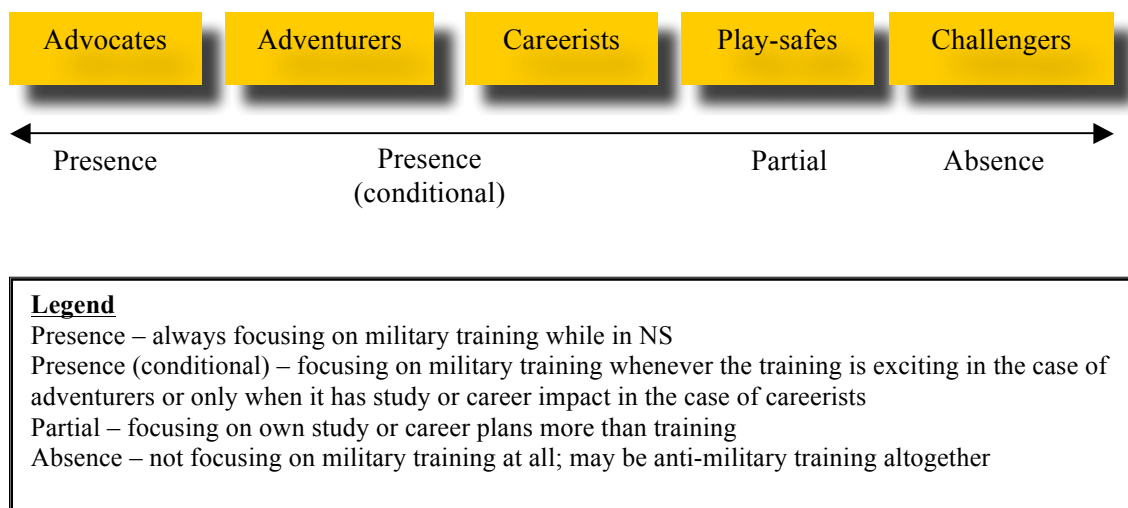 Advocates Adventurers Careerists Play-safes Challengers
Presence Presence Partial Absence
(conditional)
Legend
Presence – always focusing on military training while in NS
Presence (conditional) – focusing on military training whenever the training is exciting in the case of
adventurers or only when it has study or career impact in the case of careerists
Partial – focusing on own study or career plans more than training
Absence – not focusing on military training at all; may be anti-military training altogether